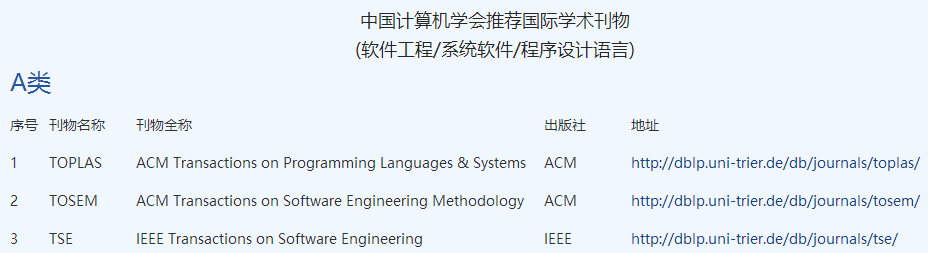 中国计算机学会推荐国际学术刊物
(软件工程/系统软件/程序设计语言)
A类
序号 刊物名称 刊物全称 出版社 地址
1 TOPLAS ACM Transactions on Programming Languages & Systems ACM http://dblp.uni-trier.de/db/journals/toplas/
2 TOSEM ACM Transactions on Software Engineering Methodology ACM http://dblp.uni-trier.de/db/journals/tosem/
3 TSE IEEE Transactions on Software Engineering IEEE http://dblp.uni-trier.de/db/journals/tse/